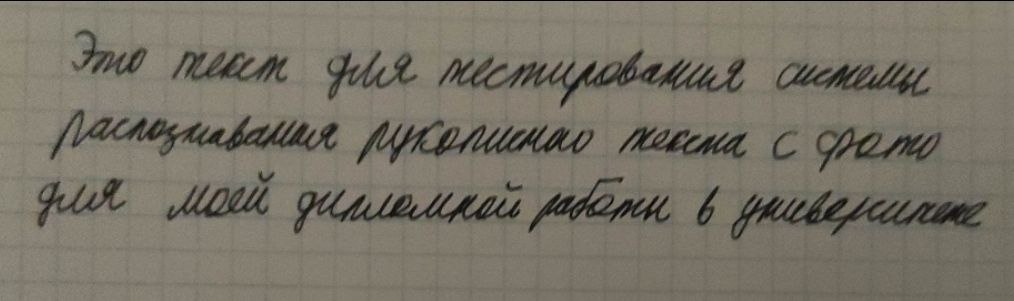 Это текст для тестирования системы
распознавания рукописного текста с фото
для моей дипломной работы в университете